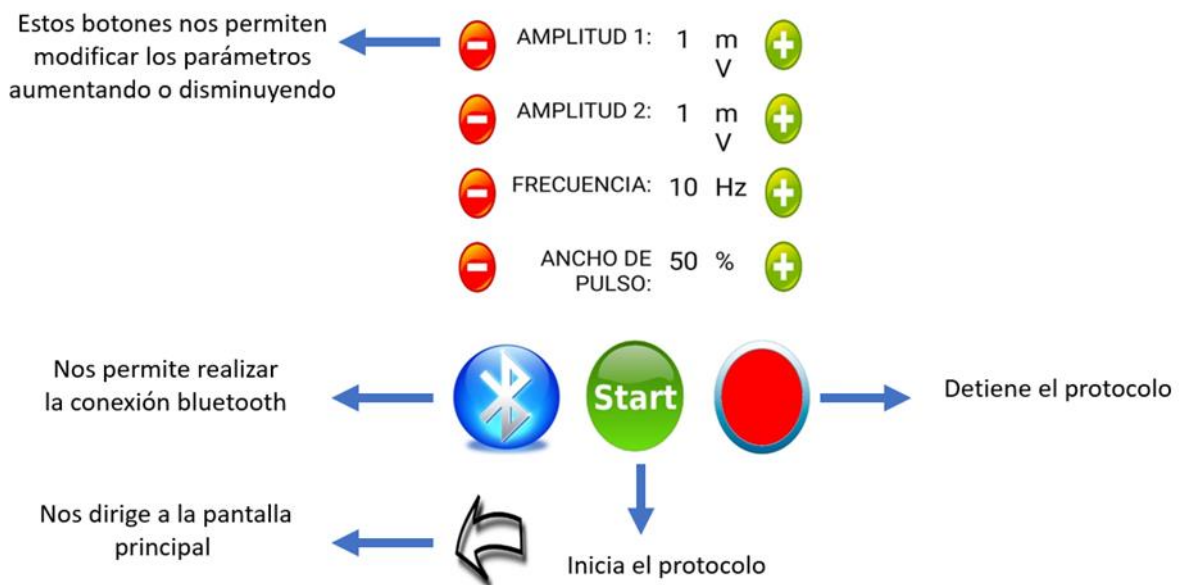 Estos botones nos permiten
modificar los parámetros
aumentando o disminuyendo
AMPLITUD 1: 1 m
V
AMPLITUD 2: 1 m
V
FRECUENCIA: 10 Hz
ANCHO DE 50 %
PULSO:
Nos permite realizar
la conexión bluetooth
Start
Detiene el protocolo
Nos dirige a la pantalla
principal
Inicia el protocolo